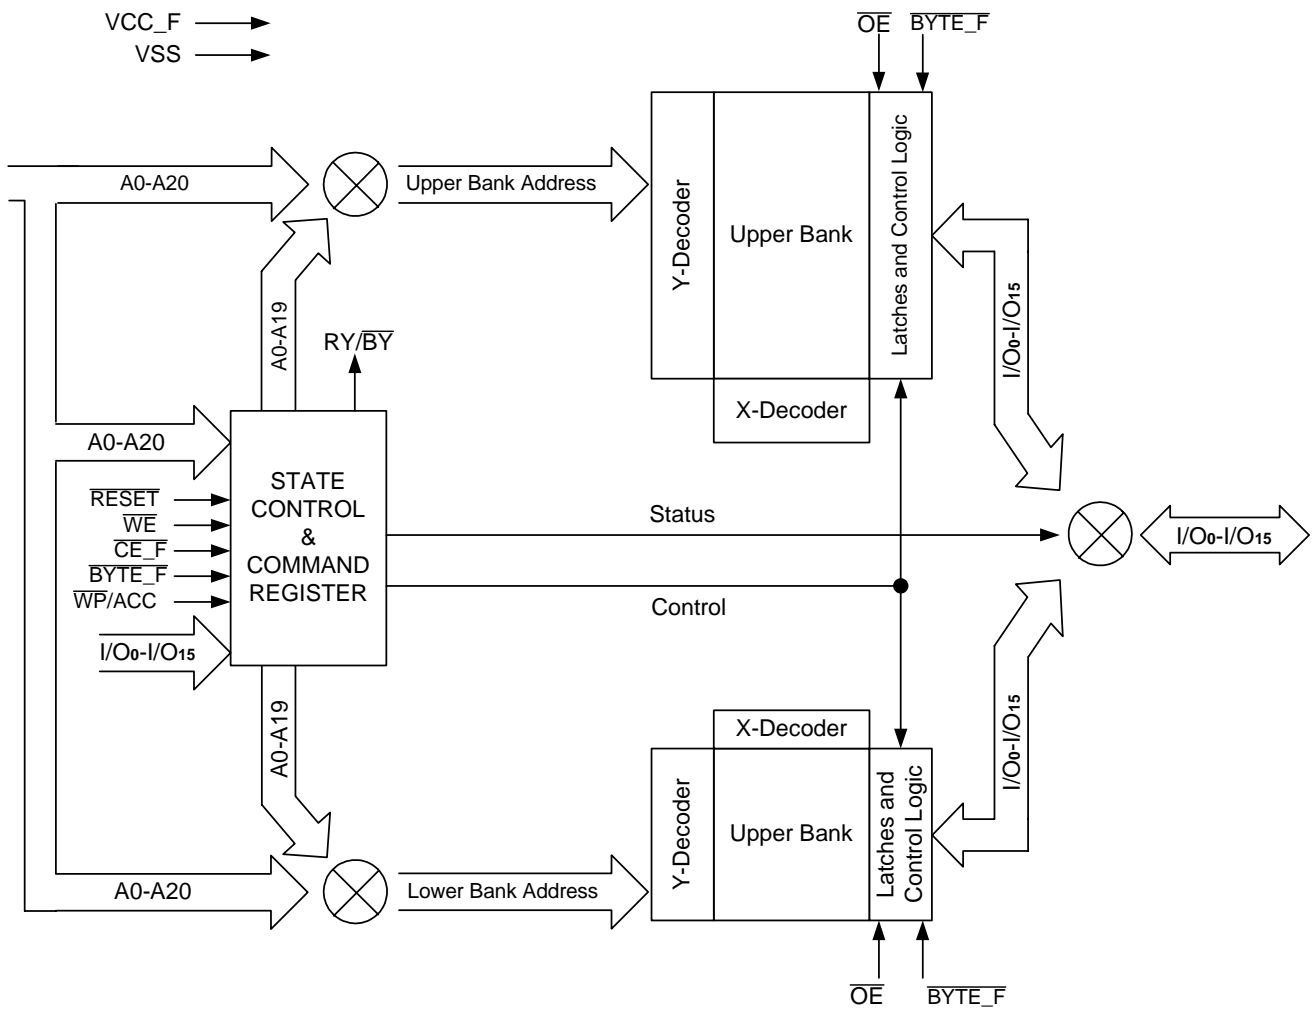 VCC_F
VSS
OE
BYTE_F
A0-A20
Upper Bank Address
Y-Decoder
Upper Bank
Latches and Control Logic
I/O0-I/O15
A0-A19
RY/BY
X-Decoder
A0-A20
STATE
CONTROL
&
COMMAND
REGISTER
RESET
WE
CE_F
BYTE_F
WP/ACC
I/O0-I/O15
Status
Control
I/O0-I/O15
A0-A19
X-Decoder
Y-Decoder
Upper Bank
Latches and
Control Logic
I/O0-I/O15
A0-A20
Lower Bank Address
OE
BYTE_F